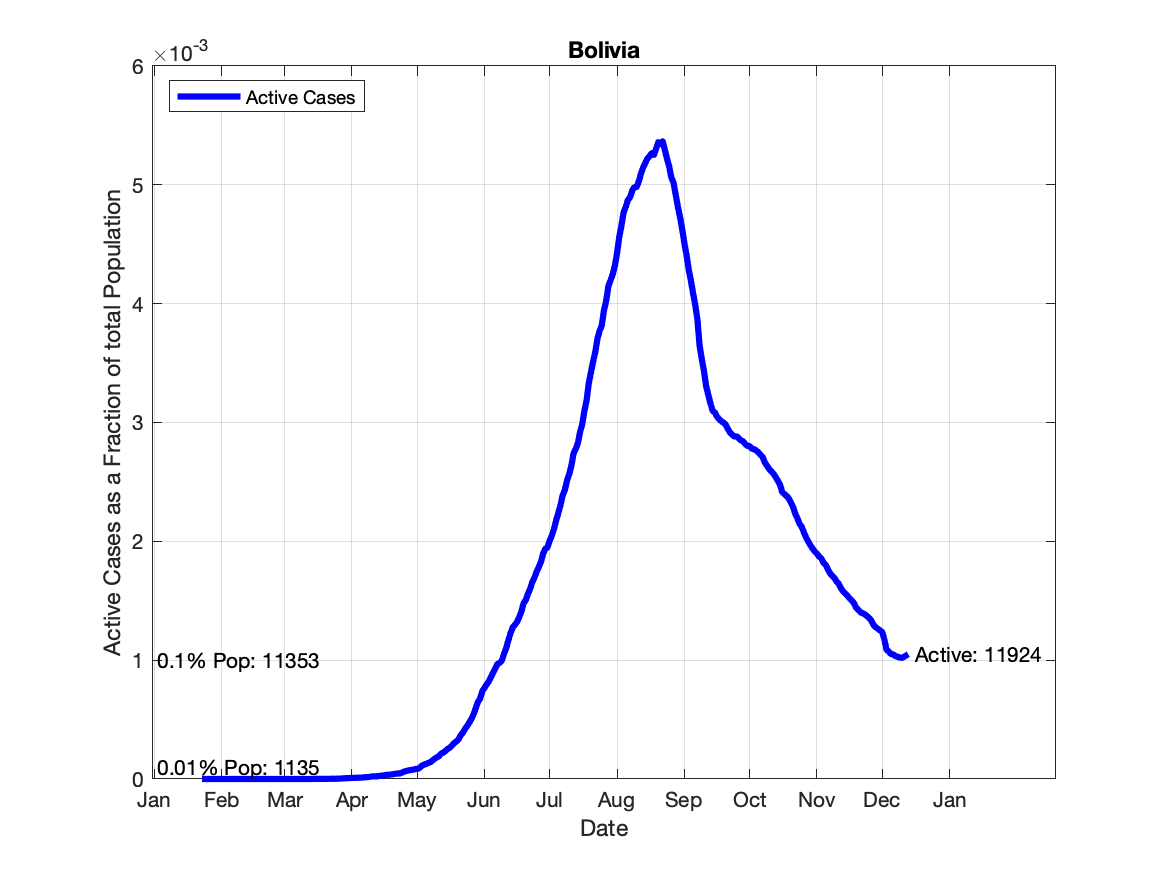 Bolivia
×10-3
6
Active Cases
5
4
3
2
1
0
0.1% Pop: 11353
0.01% Pop: 1135
Active: 11924
Active Cases as a Fraction of total Population
Jan Feb Mar Apr May Jun Jul Aug Sep Oct Nov Dec Jan
Date